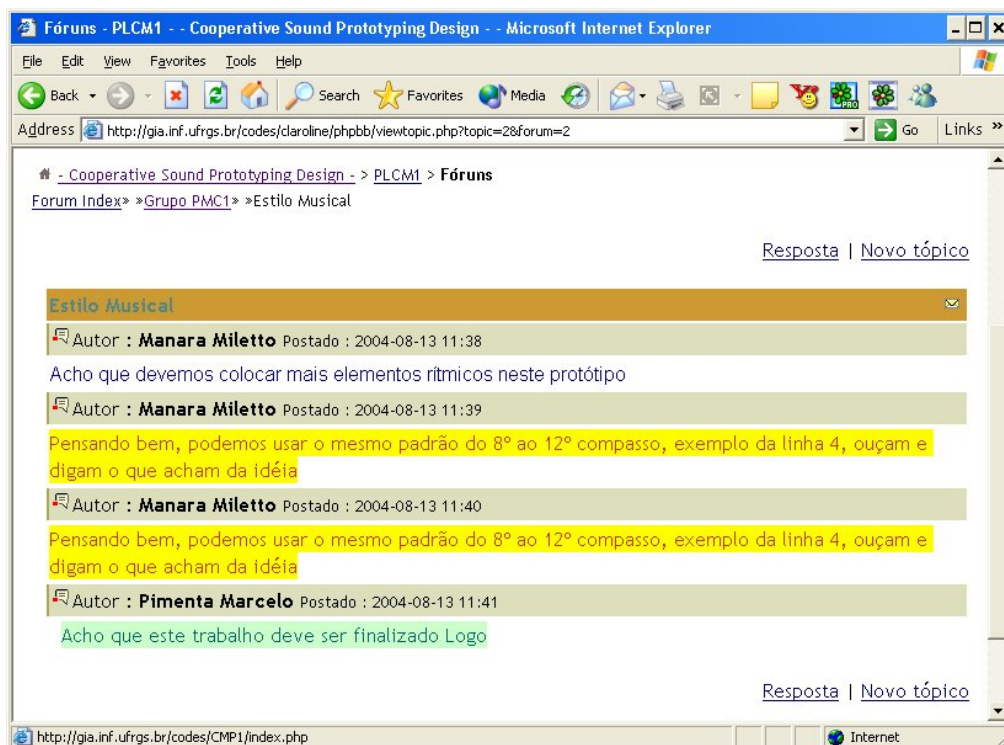 Fóruns - PLCM1 - - Cooperative Sound Prototyping Design - - Microsoft Internet Explorer
File Edit View Favorites Tools Help
Back Search Favorites Media PRO
Address http://gia.inf.ufrgs.br/codes/claroline/phpbb/viewtopic.php?topic=2&forum=2 Go Links »
- Cooperative Sound Prototyping Design - > PLCM1 > Fóruns
Forum Index» »Grupo PMC1» »Estilo Musical
Resposta | Novo tópico
Estilo Musical
Autor : Manara Miletto Postado : 2004-08-13 11:38
Acho que devemos colocar mais elementos rítmicos neste protótipo
Autor : Manara Miletto Postado : 2004-08-13 11:39
Pensando bem, podemos usar o mesmo padrão do 8º ao 12º compasso, exemplo da linha 4, ouçam e
digam o que acham da idéia
Autor : Manara Miletto Postado : 2004-08-13 11:40
Pensando bem, podemos usar o mesmo padrão do 8º ao 12º compasso, exemplo da linha 4, ouçam e
digam o que acham da idéia
Autor : Pimenta Marcelo Postado : 2004-08-13 11:41
Acho que este trabalho deve ser finalizado Logo
Resposta | Novo tópico
http://gia.inf.ufrgs.br/codes/CMP1/index.php Internet